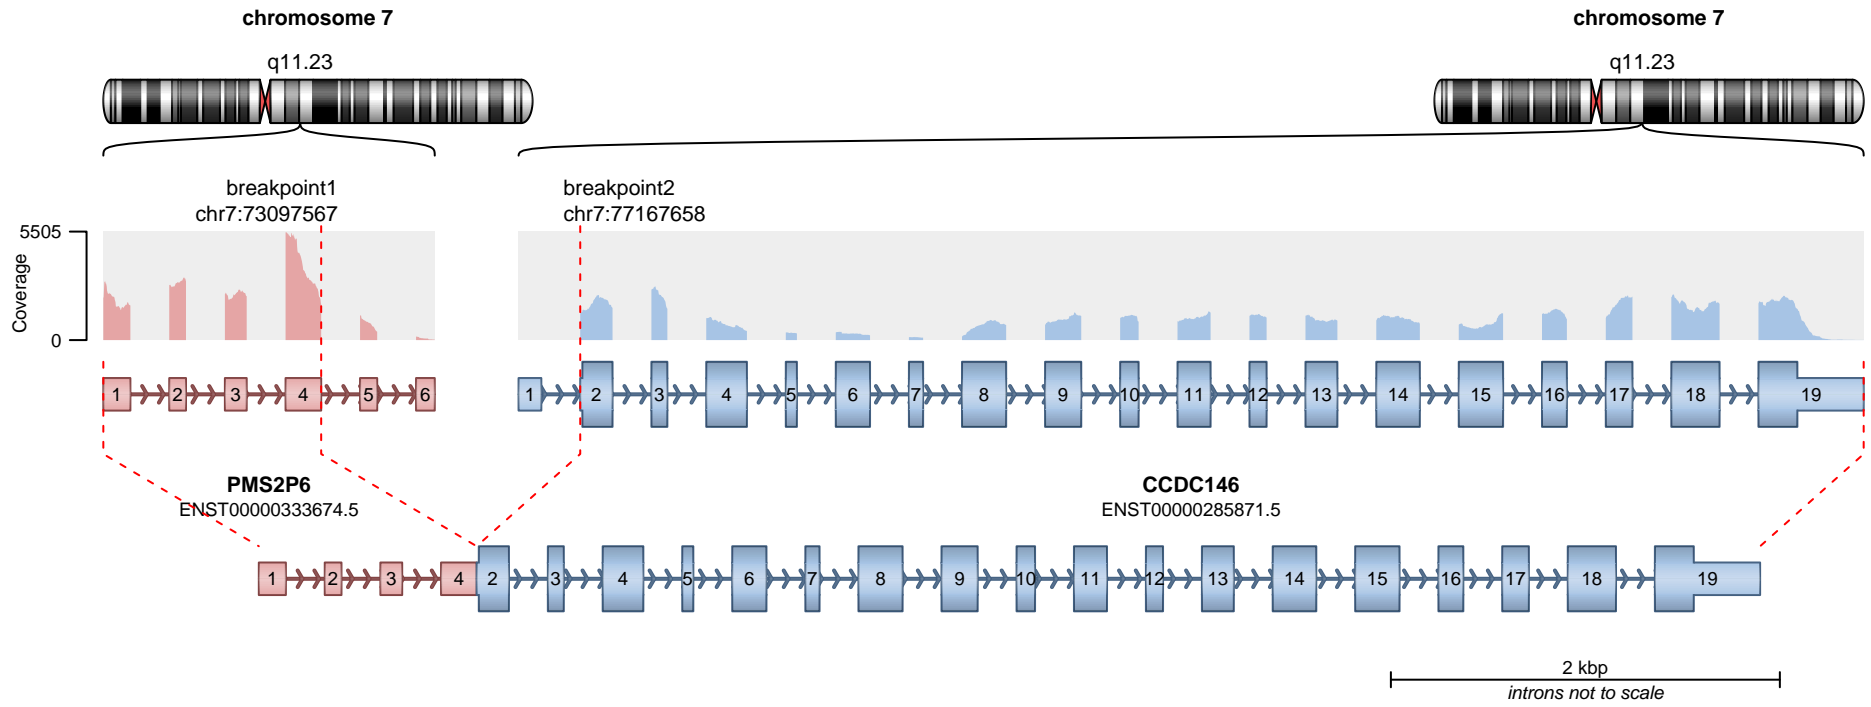 chromosome 7
chromosome 7
q11.23
q11.23
breakpoint1
chr7:73097567
breakpoint2
chr7:77167658
5505
Coverage
0
1 2 3 4 5 6
1 2 3 4 5 6 7 8 9 10 11 12 13 14 15 16 17 18 19
PMS2P6
ENST00000333674.5
CCDC146
ENST00000285871.5
1 2 3 4 2 3 4 5 6 7 8 9 10 11 12 13 14 15 16 17 18 19
2 kbp
introns not to scale